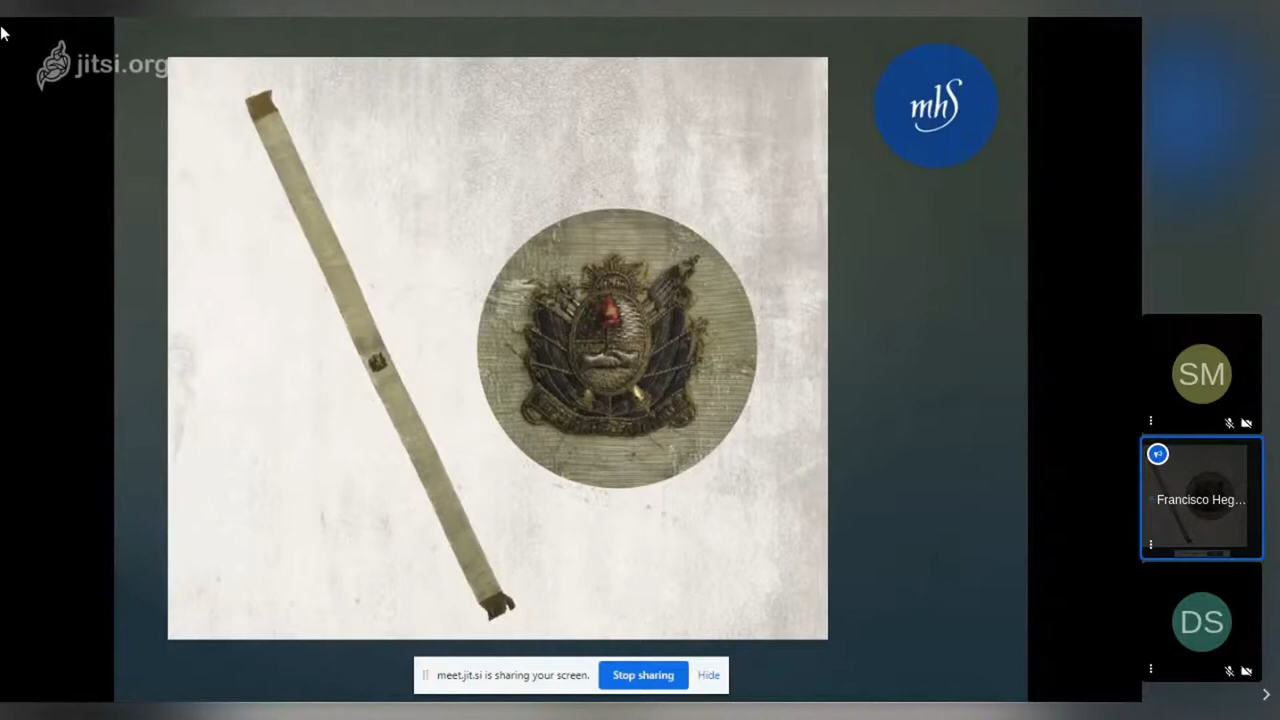 jitsi.org
mhS
SM
Francisco Heg...
DS
meet.jit.si is sharing your screen.
Stop sharing
Hide